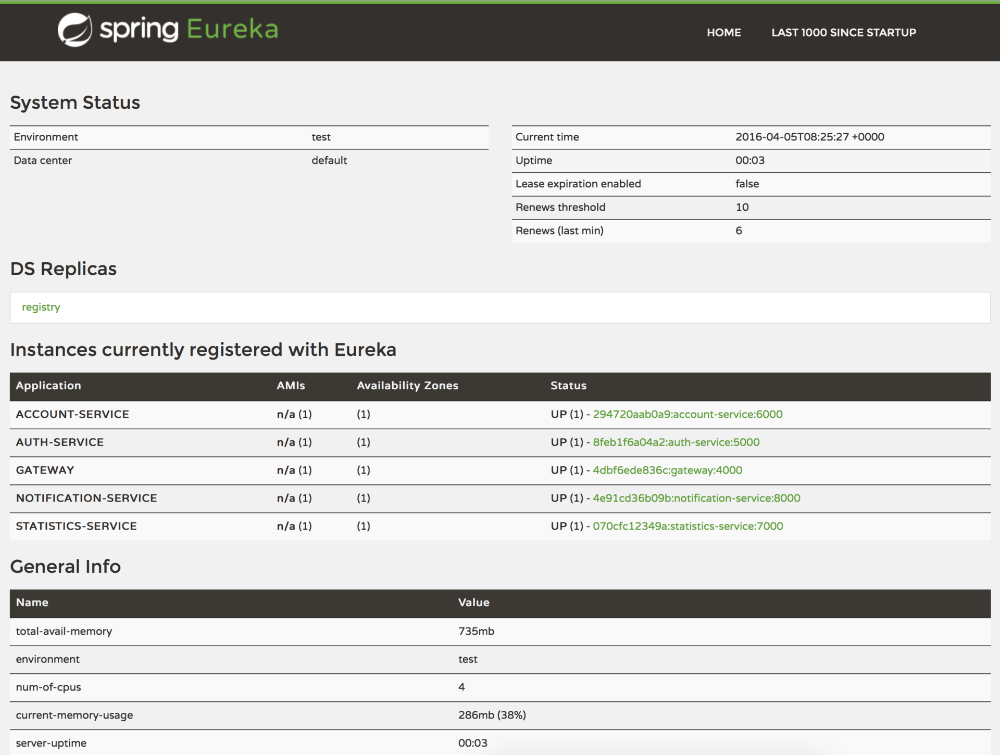 spring Eureka
HOME LAST 1000 SINCE STARTUP
System Status
Environment test
Data center default
Current time 2016-04-05T08:25:27 +0000
Uptime 00:03
Lease expiration enabled false
Renews threshold 10
Renews (last min) 6
DS Replicas
registry
Instances currently registered with Eureka
Application AMIs Availability Zones Status
ACCOUNT-SERVICE n/a (1) (1) UP (1) - 294720aab0a9:account-service:6000
AUTH-SERVICE n/a (1) (1) UP (1) - 8feb1f6a04a2:auth-service:5000
GATEWAY n/a (1) (1) UP (1) - 4dbf6ede836c:gateway:4000
NOTIFICATION-SERVICE n/a (1) (1) UP (1) - 4e91cd36b09b:notification-service:8000
STATISTICS-SERVICE n/a (1) (1) UP (1) - 070cfc12349a:statistics-service:7000
General Info
Name Value
total-avail-memory 735mb
environment test
num-of-cpus 4
current-memory-usage 286mb (38%)
server-uptime 00:03